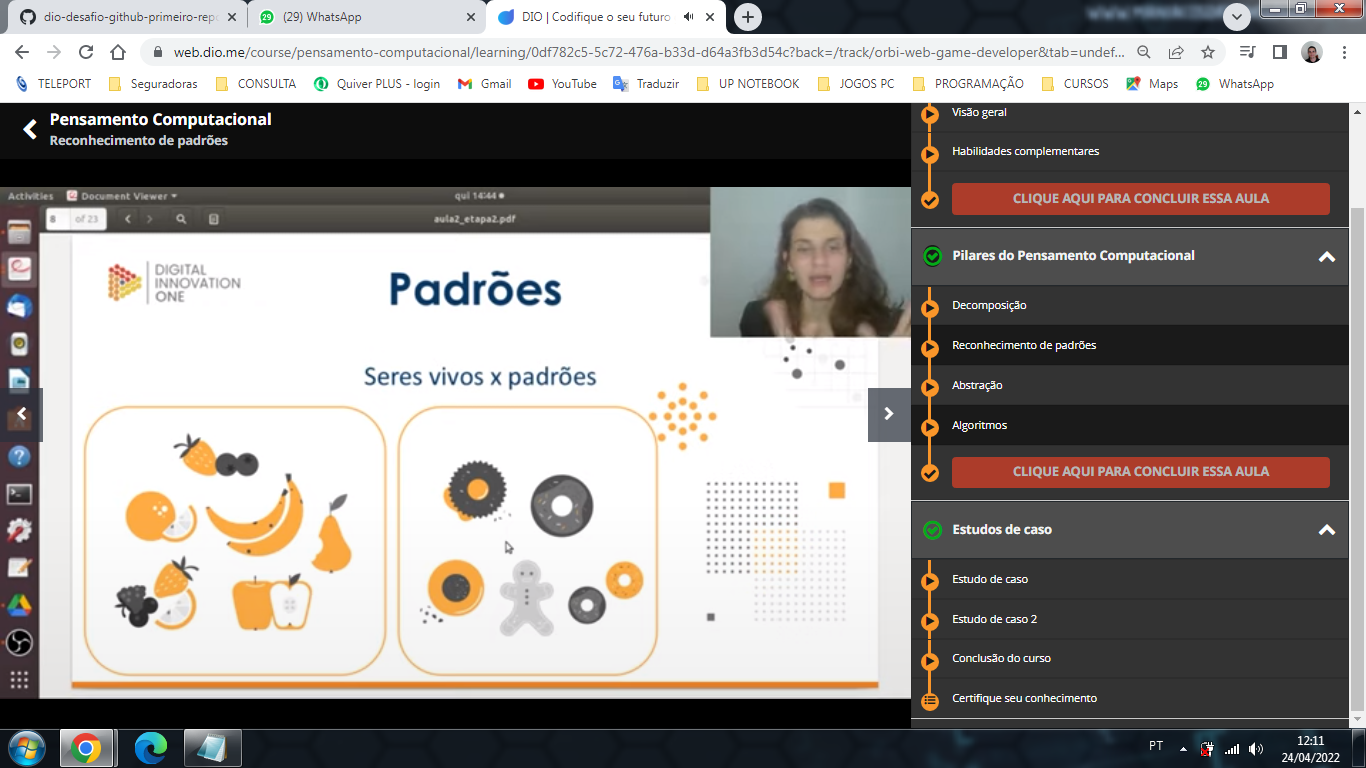 dio-desafio-github-primeiro-repo
(29) WhatsApp
DIO | Codifique o seu futuro
web.dio.me/course/pensamento-computacional/learning/0df782c5-5c72-476a-b33d-d64a3fb3d54c?back=/track/orbi-web-game-developer&tab=undef...
TELEPORT
Seguradoras
CONSULTA
Quiver PLUS - login
Gmail
YouTube
Traduzir
UP NOTEBOOK
JOGOS PC
PROGRAMAÇÃO
CURSOS
Maps
29
WhatsApp
Pensamento Computacional
Reconhecimento de padrões
Activities
Document Viewer
qui 14:44
8 of 23
aula2_etapa2.pdf
DIGITAL
INNOVATION
ONE
Padrões
Seres vivos x padrões
Visão geral
Habilidades complementares
CLIQUE AQUI PARA CONCLUIR ESSA AULA
Pilares do Pensamento Computacional
Decomposição
Reconhecimento de padrões
Abstração
Algoritmos
CLIQUE AQUI PARA CONCLUIR ESSA AULA
Estudos de caso
Estudo de caso
Estudo de caso 2
Conclusão do curso
Certifique seu conhecimento
PT
12:11
24/04/2022